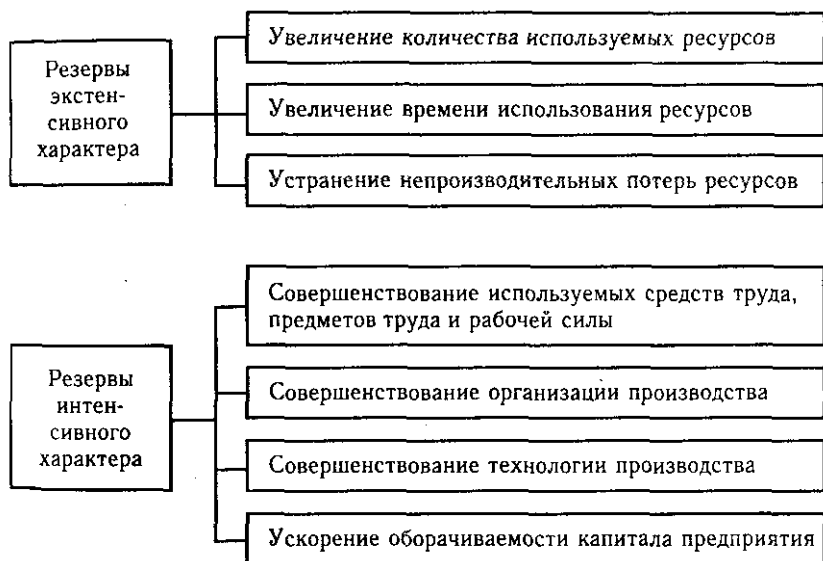 Резервы
экстен-
сивного
характера
Увеличение количества используемых ресурсов
Увеличение времени использования ресурсов
Устранение непроизводительных потерь ресурсов
Резервы
интен-
сивного
характера
Совершенствование используемых средств труда,
предметов труда и рабочей силы
Совершенствование организации производства
Совершенствование технологии производства
Ускорение оборачиваемости капитала предприятия